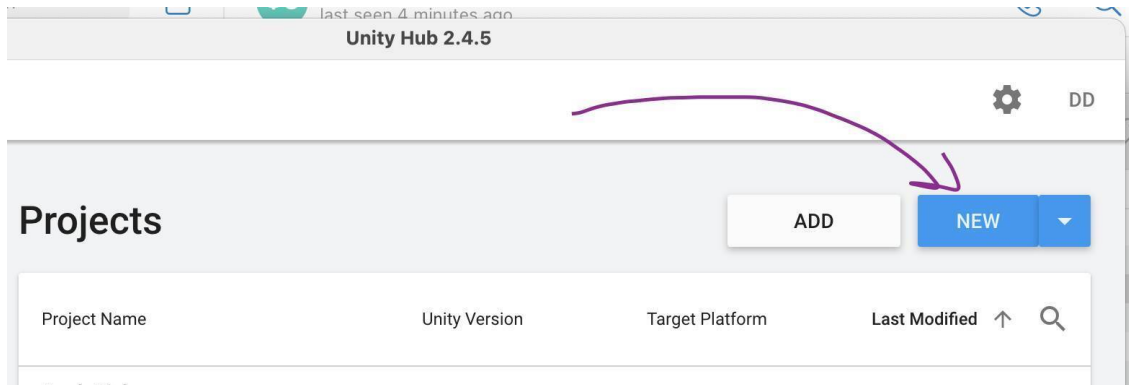 last seen 4 minutes ago
Unity Hub 2.4.5
DD
Projects
ADD
NEW
Project Name
Unity Version
Target Platform
Last Modified